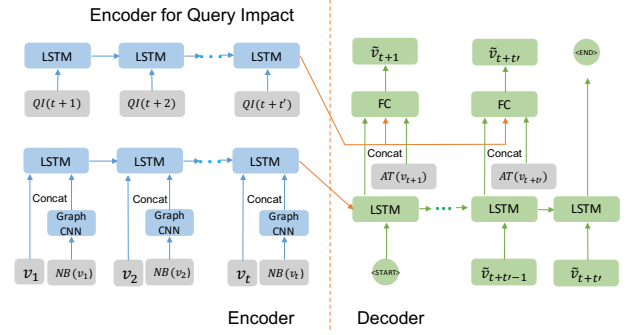 Encoder for Query Impact
LSTM LSTM ... LSTM
QI(t+1) QI(t+2) QI(t+t′)
LSTM LSTM ... LSTM
Concat Concat Concat
Graph CNN Graph CNN Graph CNN
v₁ NB(v₁) v₂ NB(v₂) vₜ NB(vₜ)
Encoder
ṽₜ₊₁ ṽₜ₊ₜ′ <END>
FC FC
Concat Concat
AT(vₜ₊₁) AT(vₜ₊ₜ′)
LSTM ... LSTM LSTM
<START> ṽₜ₊ₜ′₋₁ ṽₜ₊ₜ′
Decoder